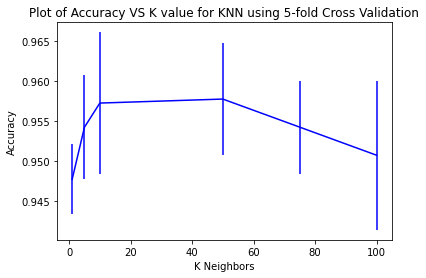 Plot of Accuracy VS K value for KNN using 5-fold Cross Validation
0.965
0.960
0.955
0.950
0.945
Accuracy
0 20 40 60 80 100
K Neighbors